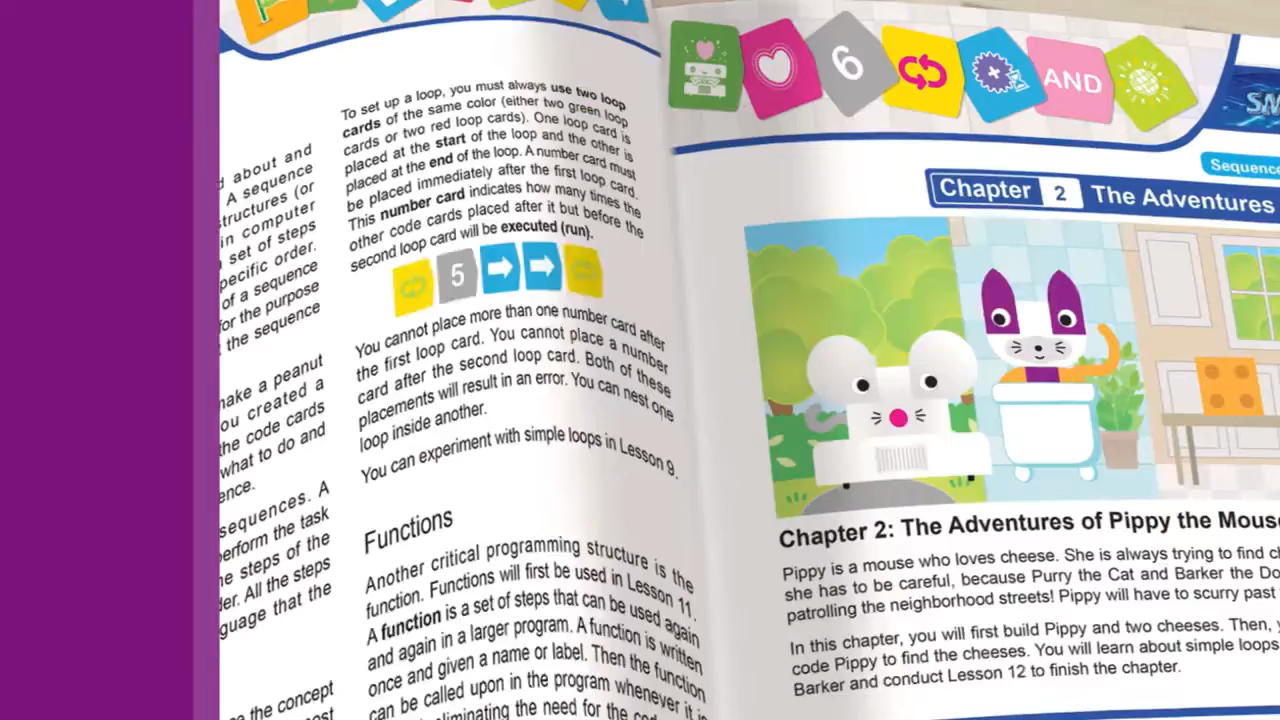 about and
A sequence
structures (or
in computer
set of steps
specific order.
of a sequence
for the purpose
the sequence
make a peanut
you created a
the code cards
what to do and
sequences. A
perform the task
steps of the
All the steps
that the
the concept
To set up a loop, you must always use two loop
cards of the same color (either two green loop
cards or two red loop cards). One loop card is
placed at the start of the loop and the other is
placed at the end of the loop. A number card must
be placed immediately after the first loop card.
This number card indicates how many times the
other code cards placed after it but before the
second loop card will be executed (run).
5
You cannot place more than one number card after
the first loop card. You cannot place a number
card after the second loop card. Both of these
placements will result in an error. You can nest one
loop inside another.
You can experiment with simple loops in Lesson 9.
Functions
Another critical programming structure is the
function. Functions will first be used in Lesson 11.
A function is a set of steps that can be used again
and again in a larger program. A function is written
once and given a name or label. Then the function
can be called upon in the program whenever it is
eliminating the need for the
6
AND
Sequence
Chapter 2 The Adventures
Chapter 2: The Adventures of Pippy the Mouse
Pippy is a mouse who loves cheese. She is always trying to find
she has to be careful, because Purry the Cat and Barker the
patrolling the neighborhood streets! Pippy will have to scurry past
In this chapter, you will first build Pippy and two cheeses. Then,
code Pippy to find the cheeses. You will learn about simple loops
Barker and conduct Lesson 12 to finish the chapter.